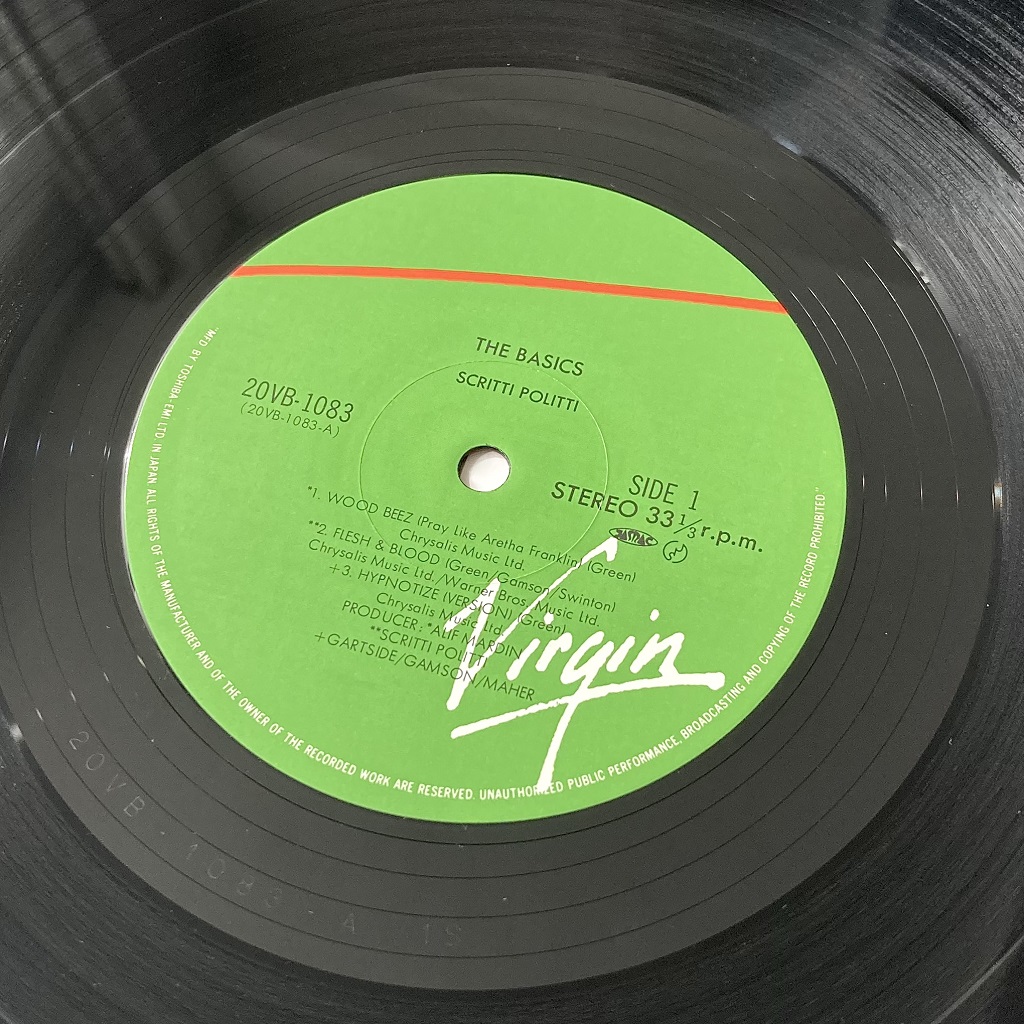 THE BASICS
SCRITTI POLITTI
20VB-1083
(20VB-1083-A)
SIDE 1
STEREO 33 1/3 r.p.m.
JASRAC
*1. WOOD BEEZ (Pray Like Aretha Franklin) (Green)
Chrysalis Music Ltd.
**2. FLESH & BLOOD (Green/Gamson/Swinton)
Chrysalis Music Ltd./Warner Bros. Music Ltd.
+3. HYPNOTIZE (VERSION) (Green)
Chrysalis Music Ltd.
PRODUCER: *ALIF MARDIN
**SCRITTI POLITTI
+GARTSIDE/GAMSON/MAHER
Virgin
"MFD BY TOSHIBA-EMI LTD. IN JAPAN. ALL RIGHTS OF THE MANUFACTURER AND OF THE OWNER OF THE RECORDED WORK ARE RESERVED. UNAUTHORIZED PUBLIC PERFORMANCE, BROADCASTING AND COPYING OF THE RECORD PROHIBITED."
20VB-1083-A 1S